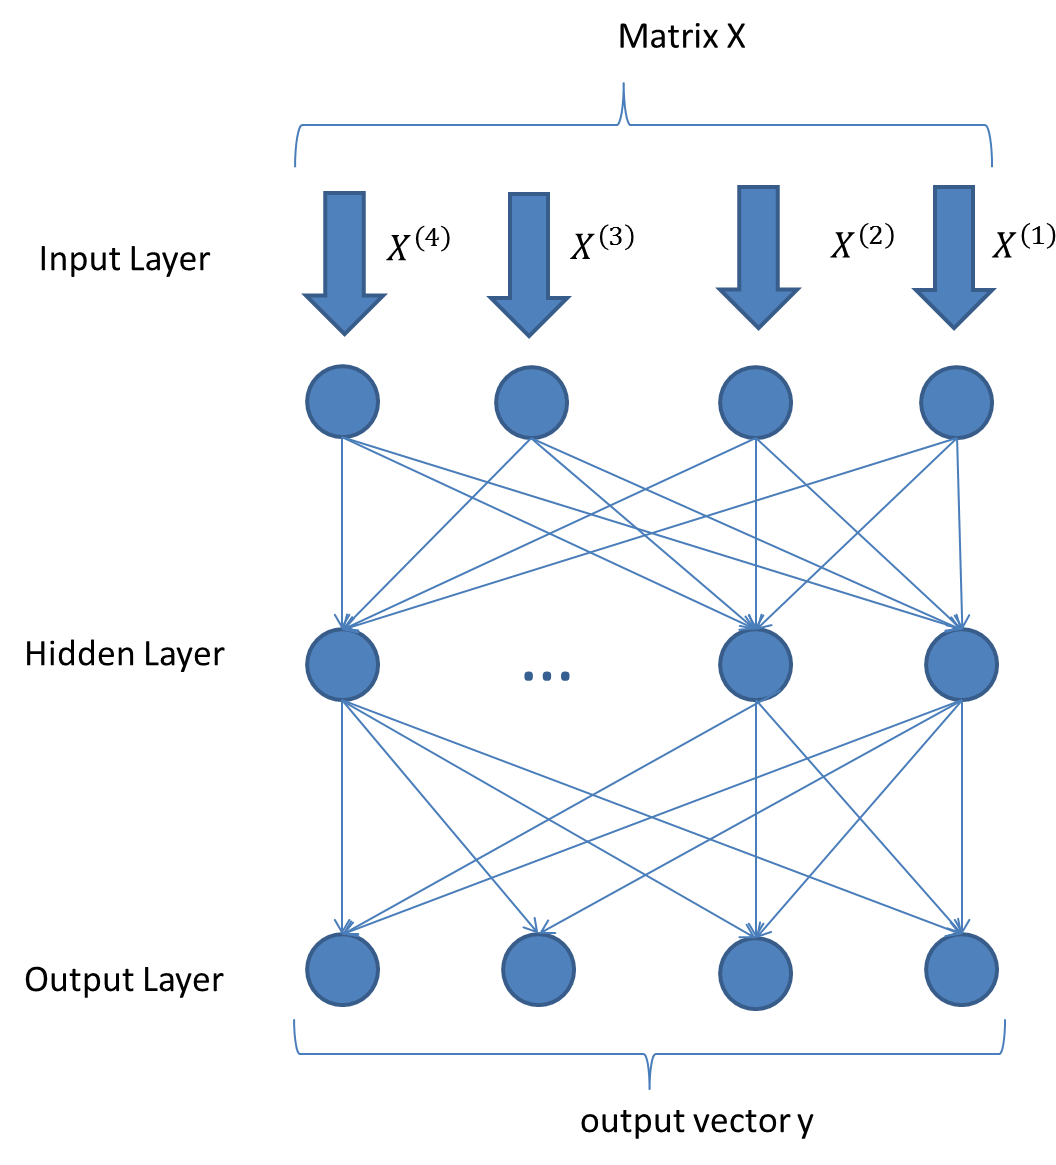 Matrix X
Input Layer
X^(4)
X^(3)
X^(2)
X^(1)
Hidden Layer
...
Output Layer
output vector y